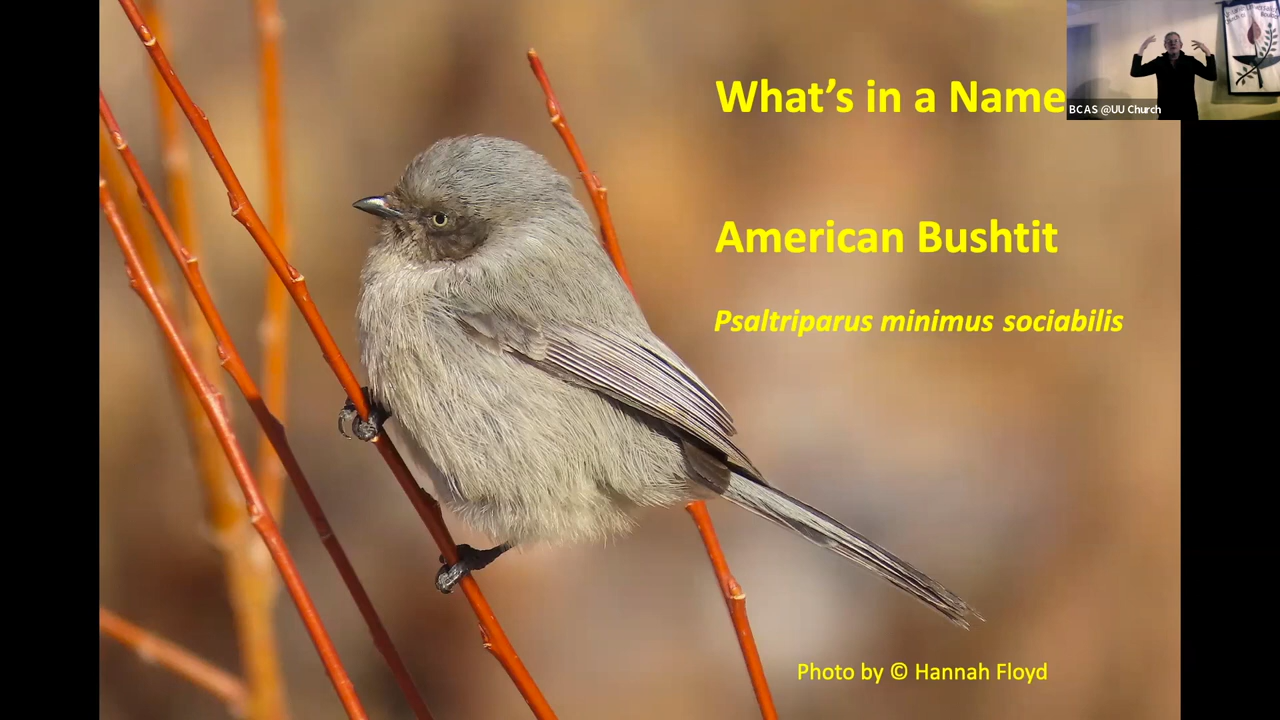 What's in a Name
BCAS @UU Church
American Bushtit
Psaltriparus minimus sociabilis
Photo by © Hannah Floyd